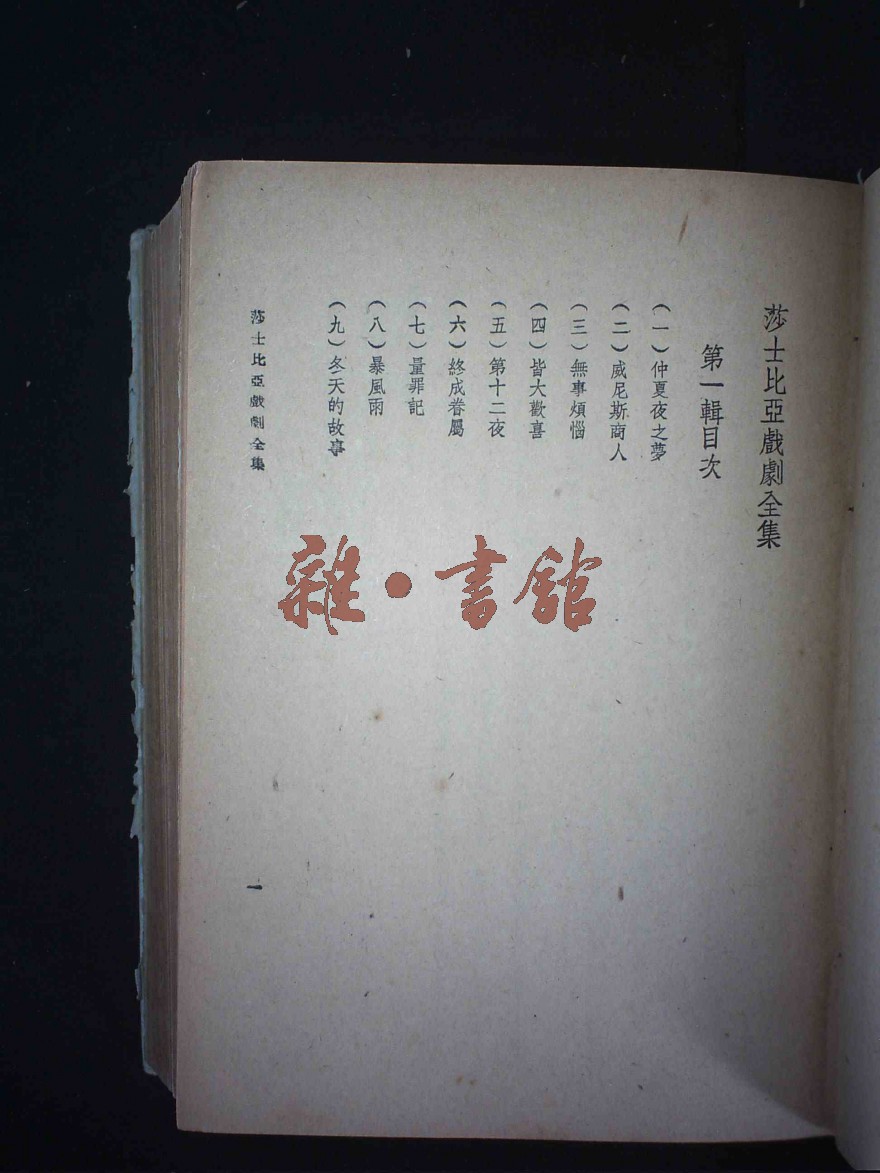 莎士比亞戲劇全集
第一輯目次
(一)仲夏夜之夢
(二)威尼斯商人
(三)無事煩惱
(四)皆大歡喜
(五)第十二夜
(六)終成眷屬
(七)量罪記
(八)暴風雨
(九)冬天的故事
莎士比亞戲劇全集
一
雜·書館